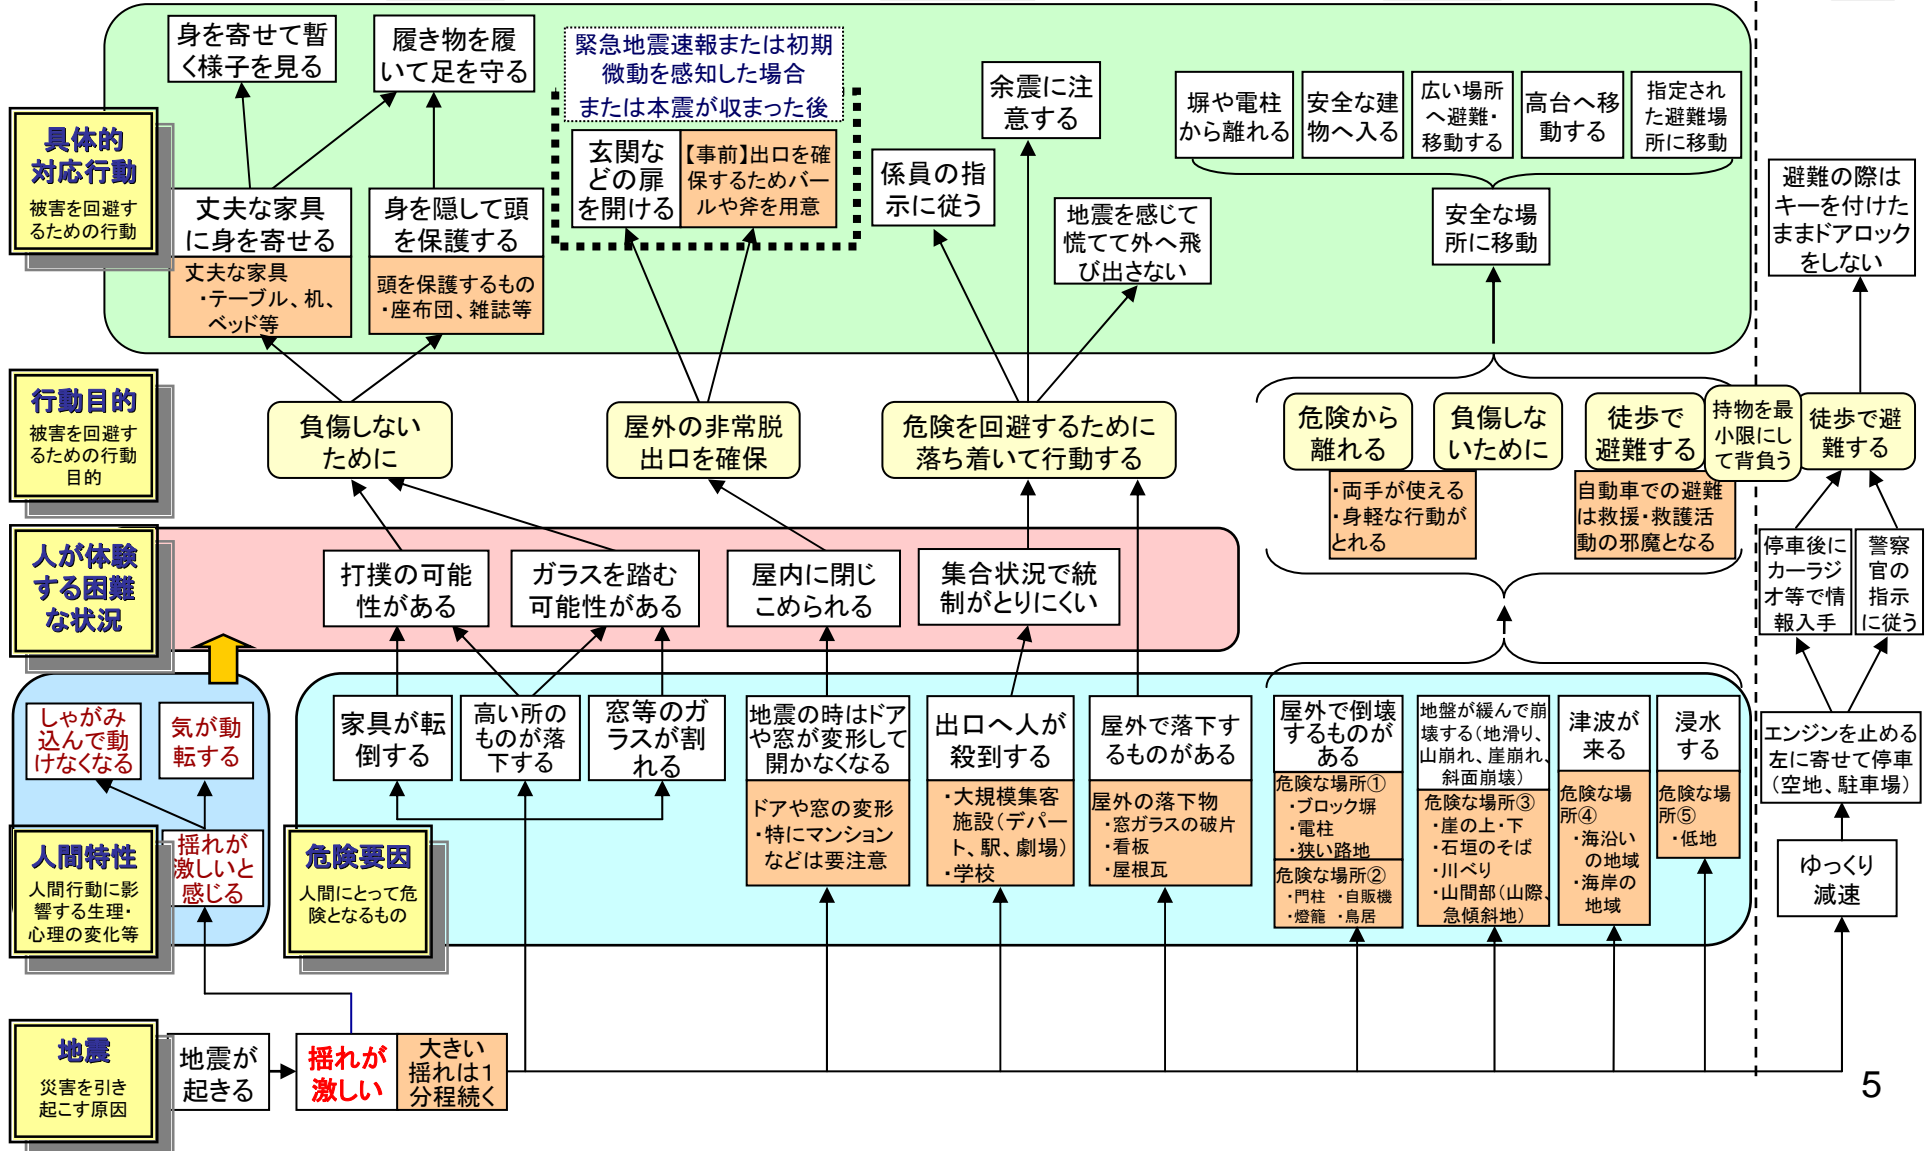 身を寄せて暫
く様子を見る
履き物を履
いて足を守る
緊急地震速報または初期
微動を感知した場合
または本震が収まった後
余震に注
意する
塀や電柱
から離れる
安全な建
物へ入る
広い場所
へ避難・
移動する
高台へ移
動する
指定され
た避難場
所に移動
具体的
対応行動
被害を回避す
るための行動
玄関な
どの扉
を開ける
【事前】出口を確
保するためバー
ルや斧を用意
係員の指
示に従う
避難の際は
キーを付けた
ままドアロック
をしない
丈夫な家具
に身を寄せる
身を隠して頭
を保護する
地震を感じて
慌てて外へ飛
び出さない
安全な場
所に移動
丈夫な家具
・テーブル、机、
ベッド等
頭を保護するもの
・座布団、雑誌等
行動目的
被害を回避す
るための行動
目的
負傷しない
ために
屋外の非常脱
出口を確保
危険を回避するために
落ち着いて行動する
危険から
離れる
負傷しな
いために
徒歩で
避難する
持物を最
小限にし
て背負う
徒歩で避
難する
・両手が使える
・身軽な行動が
とれる
自動車での避難
は救援・救護活
動の邪魔となる
人が体験
する困難
な状況
打撲の可能
性がある
ガラスを踏む
可能性がある
屋内に閉じ
こめられる
集合状況で統
制がとりにくい
停車後に
カーラジ
オ等で情
報入手
警察
官の
指示
に従う
しゃがみ
込んで動
けなくなる
気が動
転する
家具が転
倒する
高い所の
ものが落
下する
窓等のガ
ラスが割
れる
地震の時はドア
や窓が変形して
開かなくなる
出口へ人が
殺到する
屋外で落下す
るものがある
屋外で倒壊
するものが
ある
地盤が緩んで崩
壊する(地滑り、
山崩れ、崖崩れ、
斜面崩壊)
津波が
来る
浸水
する
エンジンを止める
左に寄せて停車
(空地、駐車場)
ドアや窓の変形
・特にマンション
などは要注意
・大規模集客
施設(デパー
ト、駅、劇場)
・学校
屋外の落下物
・窓ガラスの破片
・看板
・屋根瓦
危険な場所①
・ブロック塀
・電柱
・狭い路地
危険な場所②
・門柱 ・自販機
・燈籠 ・鳥居
危険な場所③
・崖の上・下
・石垣のそば
・川べり
・山間部(山際、
急傾斜地)
危険な場
所④
・海沿い
の地域
・海岸の
地域
危険な場
所⑤
・低地
人間特性
人間行動に影
響する生理・
心理の変化等
揺れが
激しいと
感じる
危険要因
人間にとって危
険となるもの
ゆっくり
減速
地震
災害を引き
起こす原因
地震が
起きる
揺れが
激しい
大きい
揺れは1
分程続く
5